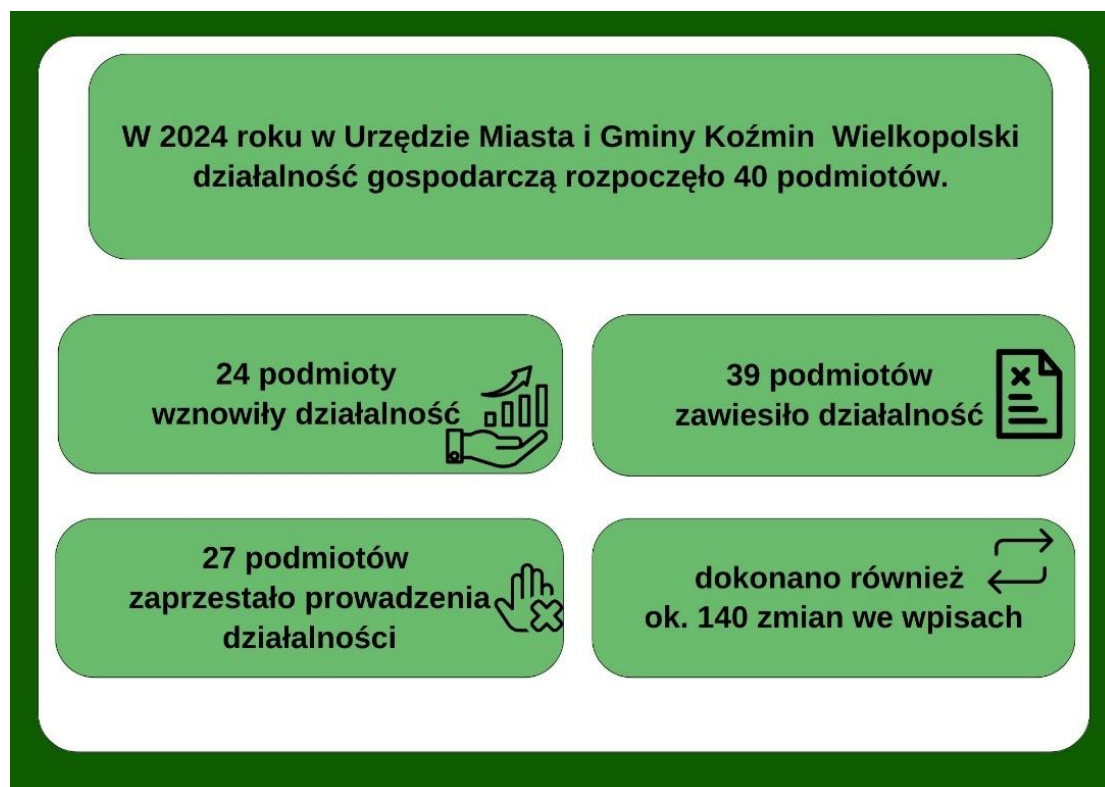 W 2024 roku w Urzędzie Miasta i Gminy Koźmin  Wielkopolski
działalność gospodarczą rozpoczęło 40 podmiotów.
24 podmioty
wznowiły działalność
39 podmiotów
zawiesiło działalność
27 podmiotów
zaprzestało prowadzenia
działalności
dokonano również
ok. 140 zmian we wpisach